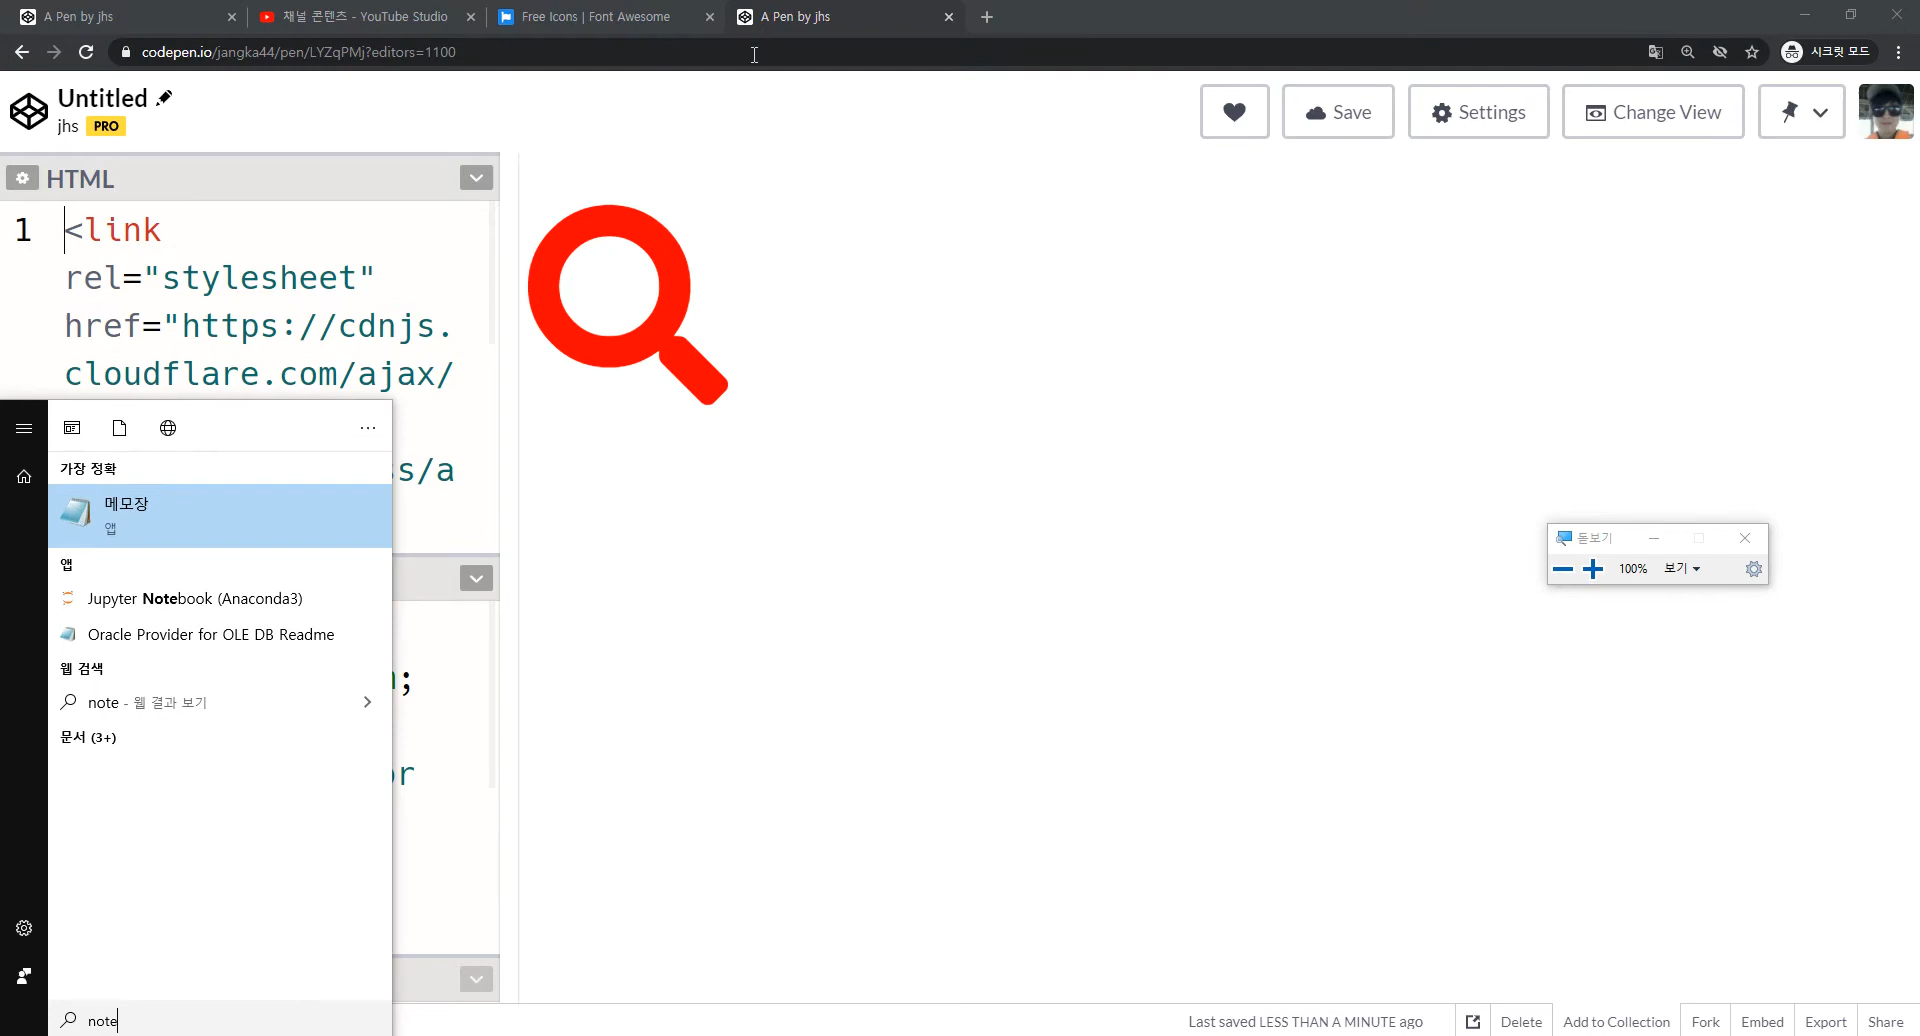 A Pen by jhs
채널 콘텐츠 - YouTube Studio
Free Icons | Font Awesome
A Pen by jhs
codepen.io/jangka44/pen/LYZqPMj?editors=1100
시크릿 모드
Untitled
jhs PRO
Save
Settings
Change View
HTML
1 <link
rel="stylesheet"
href="https://cdnjs.
cloudflare.com/ajax/
s/a
;
or
가장 정확
메모장
앱
앱
Jupyter Notebook (Anaconda3)
Oracle Provider for OLE DB Readme
웹 검색
note - 웹 결과 보기
문서 (3+)
note
돋보기
100% 보기
Last saved LESS THAN A MINUTE ago
Delete
Add to Collection
Fork
Embed
Export
Share